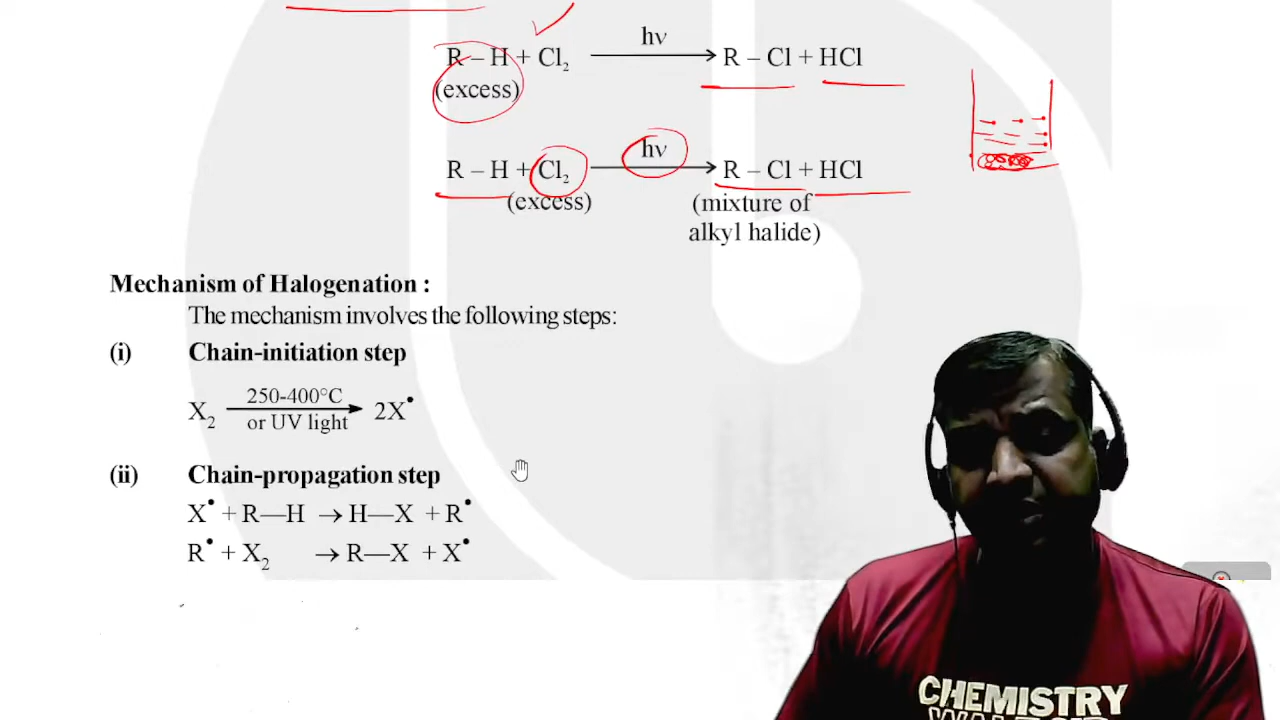 R – H + Cl₂ hν → R – Cl + HCl
(excess)
R – H + Cl₂ hν → R – Cl + HCl
(excess) (mixture of
alkyl halide)
Mechanism of Halogenation :
The mechanism involves the following steps:
(i) Chain-initiation step
X₂ 250-400°C or UV light → 2X•
(ii) Chain-propagation step
X• + R—H → H—X + R•
R• + X₂ → R—X + X•
CHEMISTRY